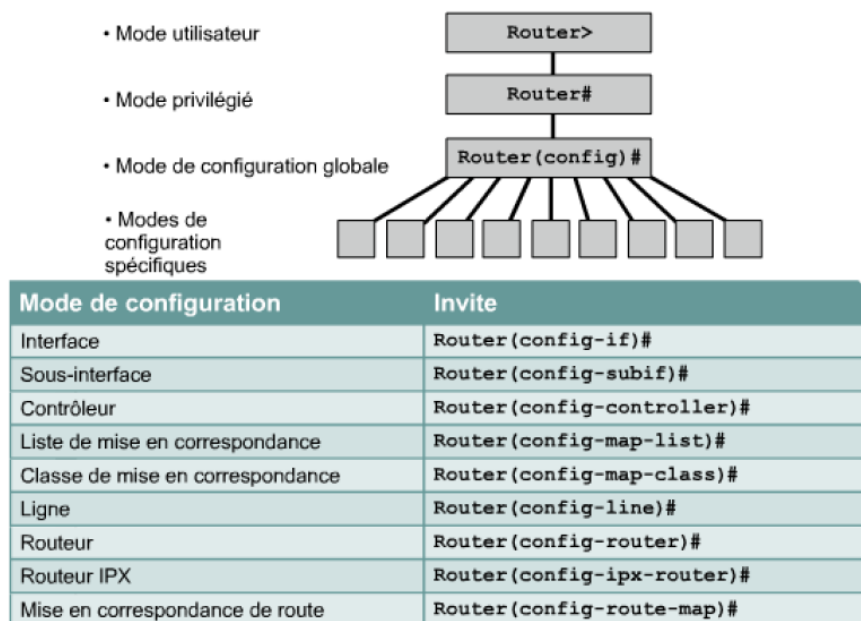 • Mode utilisateur
Router>
• Mode privilégié
Router#
• Mode de configuration globale
Router(config)#
• Modes de
configuration
spécifiques
Mode de configuration Invite
Interface Router(config-if)#
Sous-interface Router(config-subif)#
Contrôleur Router(config-controller)#
Liste de mise en correspondance Router(config-map-list)#
Classe de mise en correspondance Router(config-map-class)#
Ligne Router(config-line)#
Routeur Router(config-router)#
Routeur IPX Router(config-ipx-router)#
Mise en correspondance de route Router(config-route-map)#